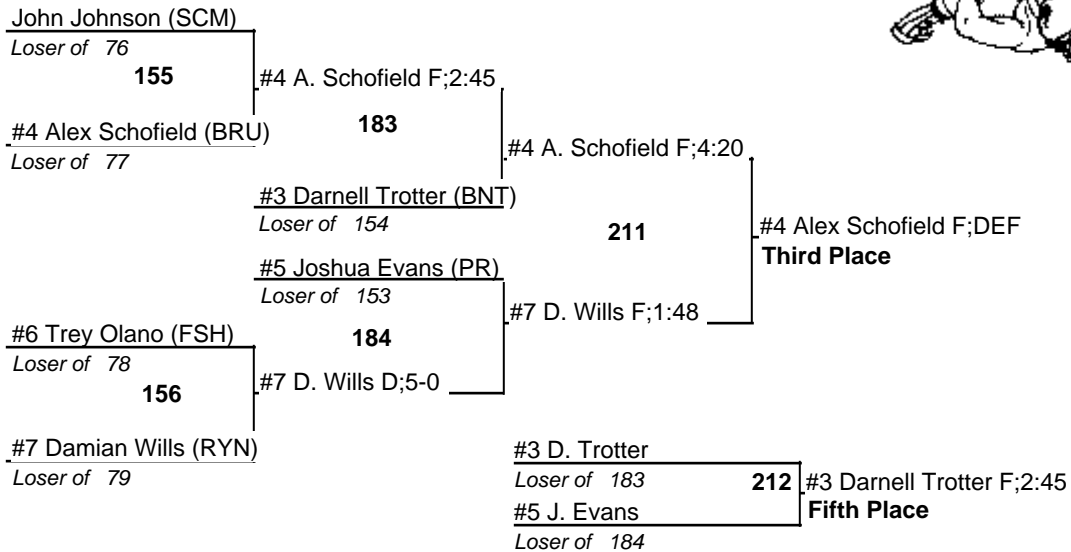 John Johnson (SCM)
Loser of 76
155
#4 A. Schofield F;2:45
#4 Alex Schofield (BRU)
Loser of 77
183
#4 A. Schofield F;4:20
#3 Darnell Trotter (BNT)
Loser of 154
211
#4 Alex Schofield F;DEF
Third Place
#5 Joshua Evans (PR)
Loser of 153
#7 D. Wills F;1:48
#6 Trey Olano (FSH)
Loser of 78
184
156
#7 D. Wills D;5-0
#7 Damian Wills (RYN)
Loser of 79
#3 D. Trotter
Loser of 183
212
#3 Darnell Trotter F;2:45
Fifth Place
#5 J. Evans
Loser of 184